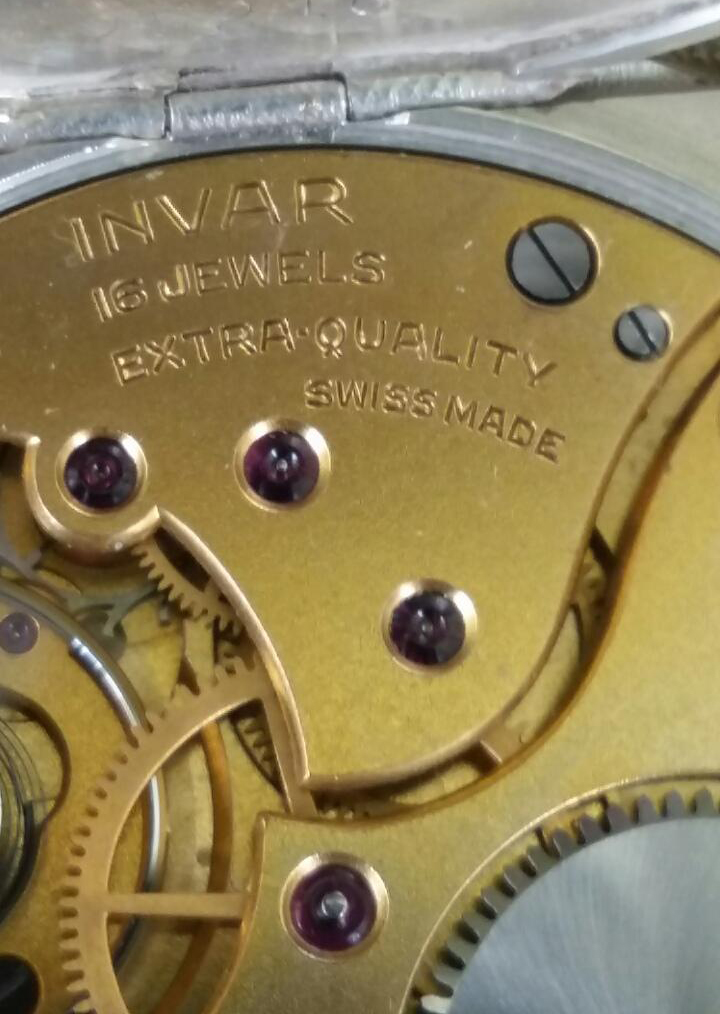 INVAR
16 JEWELS
EXTRA·QUALITY
SWISS MADE